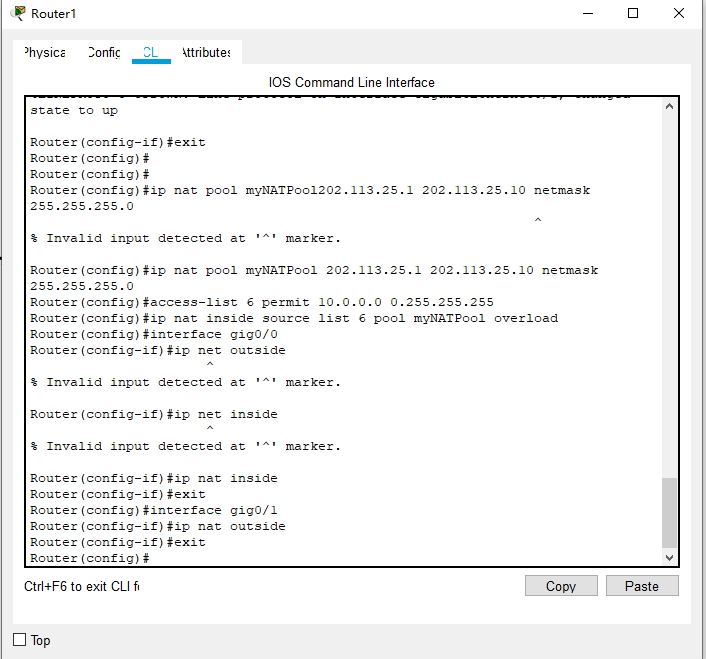 Router1
Physica Config CLI Attributes
IOS Command Line Interface
state to up
Router(config-if)#exit
Router(config)#
Router(config)#
Router(config)#ip nat pool myNATPool202.113.25.1 202.113.25.10 netmask
255.255.255.0
^
% Invalid input detected at '^' marker.
Router(config)#ip nat pool myNATPool 202.113.25.1 202.113.25.10 netmask
255.255.255.0
Router(config)#access-list 6 permit 10.0.0.0 0.255.255.255
Router(config)#ip nat inside source list 6 pool myNATPool overload
Router(config)#interface gig0/0
Router(config-if)#ip net outside
^
% Invalid input detected at '^' marker.
Router(config-if)#ip net inside
^
% Invalid input detected at '^' marker.
Router(config-if)#ip nat inside
Router(config-if)#exit
Router(config)#interface gig0/1
Router(config-if)#ip nat outside
Router(config-if)#exit
Router(config)#
Ctrl+F6 to exit CLI f
Copy Paste
Top